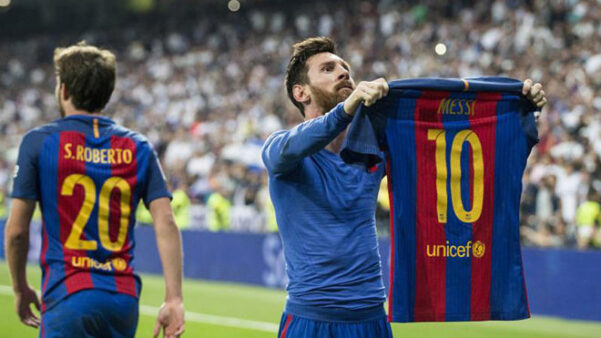 S.ROBERTO
20
unicef
MESSI
10
unicef